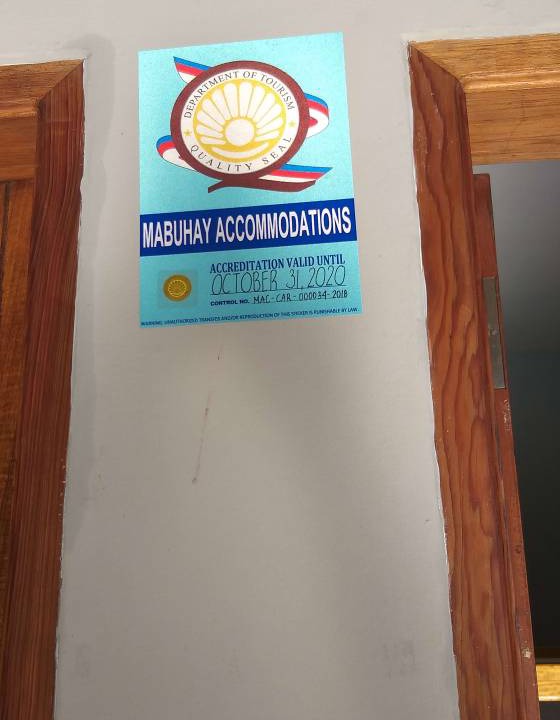 DEPARTMENT OF TOURISM
QUALITY SEAL
MABUHAY ACCOMMODATIONS
ACCREDITATION VALID UNTIL
OCTOBER 31, 2020
CONTROL NO. MAC-CAR-000034-2018
WARNING: UNAUTHORIZED TRANSFER AND/OR REPRODUCTION OF THIS STICKER IS PUNISHABLE BY LAW